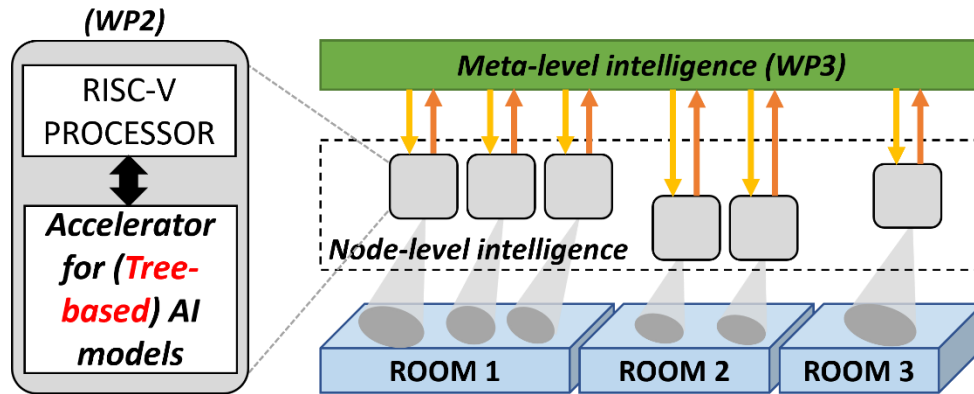 (WP2)
RISC-V
PROCESSOR
Accelerator
for (Tree-
based) AI
models
Meta-level intelligence (WP3)
Node-level intelligence
ROOM 1
ROOM 2
ROOM 3